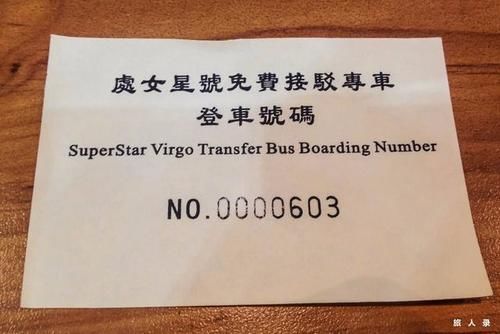 處女星號免費接駁專車
登車號碼
SuperStar Virgo Transfer Bus Boarding Number
NO.0000603
旅 人 录